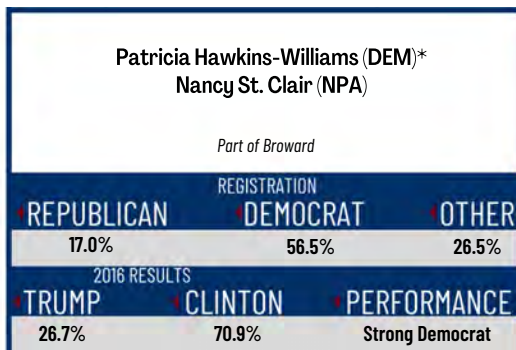 Patricia Hawkins-Williams (DEM)*
Nancy St. Clair (NPA)
Part of Broward
REGISTRATION
REPUBLICAN DEMOCRAT OTHER
17.0% 56.5% 26.5%
2016 RESULTS
TRUMP CLINTON PERFORMANCE
26.7% 70.9% Strong Democrat